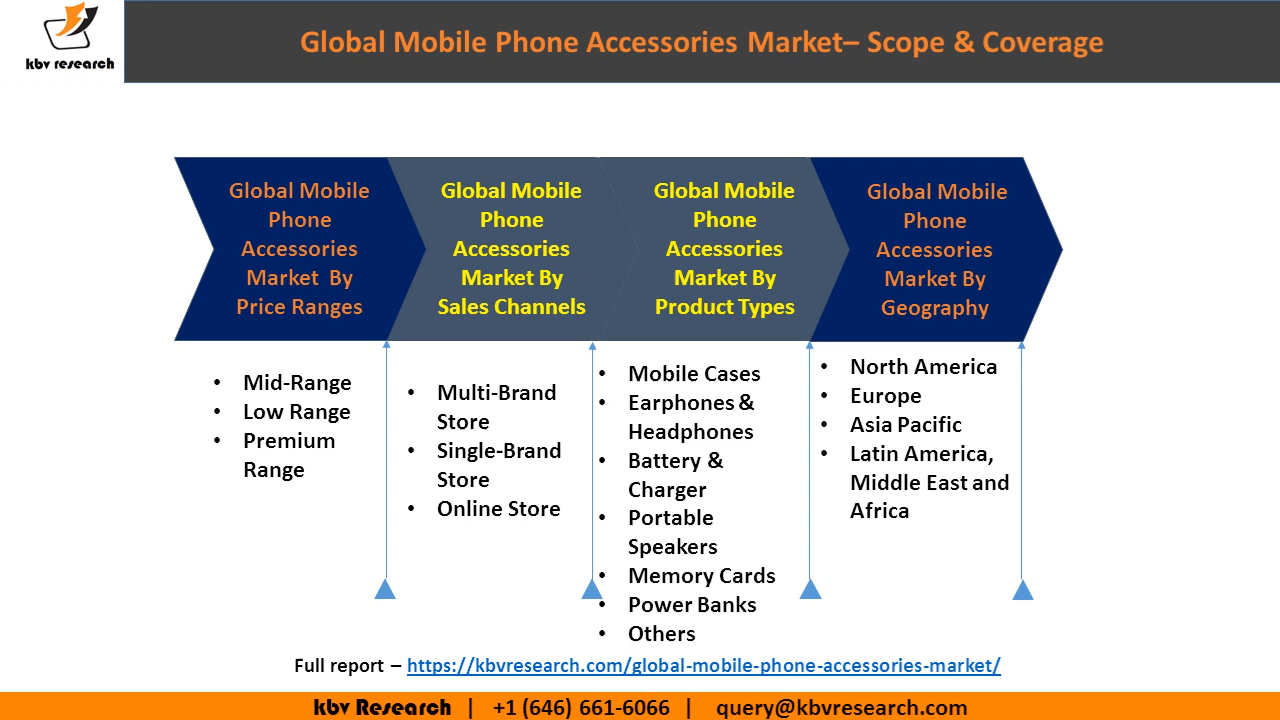 kbv research
Global Mobile Phone Accessories Market– Scope & Coverage
Global Mobile
Phone
Accessories
Market By
Price Ranges
Global Mobile
Phone
Accessories
Market By
Sales Channels
Global Mobile
Phone
Accessories
Market By
Product Types
Global Mobile
Phone
Accessories
Market By
Geography
• Mid-Range
• Low Range
• Premium
Range
• Multi-Brand
Store
• Single-Brand
Store
• Online Store
• Mobile Cases
• Earphones &
Headphones
• Battery &
Charger
• Portable
Speakers
• Memory Cards
• Power Banks
• Others
• North America
• Europe
• Asia Pacific
• Latin America,
Middle East and
Africa
Full report – https://kbvresearch.com/global-mobile-phone-accessories-market/
kbv Research | +1 (646) 661-6066 | query@kbvresearch.com